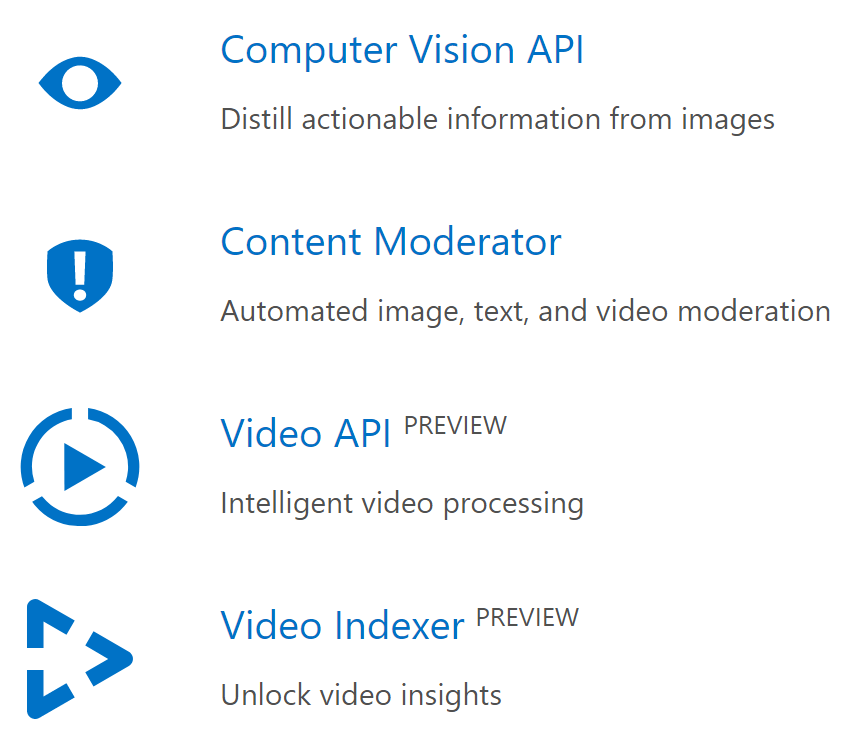 Computer Vision API
Distill actionable information from images
Content Moderator
Automated image, text, and video moderation
Video API PREVIEW
Intelligent video processing
Video Indexer PREVIEW
Unlock video insights